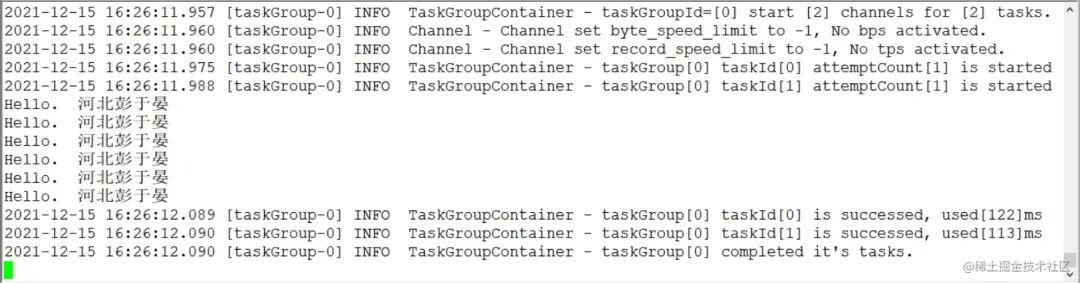 2021-12-15 16:26:11.957 [taskGroup-0] INFO  TaskGroupContainer - taskGroupId=[0] start [2] channels for [2] tasks.
2021-12-15 16:26:11.960 [taskGroup-0] INFO  Channel - Channel set byte_speed_limit to -1, No bps activated.
2021-12-15 16:26:11.960 [taskGroup-0] INFO  Channel - Channel set record_speed_limit to -1, No tps activated.
2021-12-15 16:26:11.975 [taskGroup-0] INFO  TaskGroupContainer - taskGroup[0] taskId[0] attemptCount[1] is started
2021-12-15 16:26:11.988 [taskGroup-0] INFO  TaskGroupContainer - taskGroup[0] taskId[1] attemptCount[1] is started
Hello.  河北彭于晏
Hello.  河北彭于晏
Hello.  河北彭于晏
Hello.  河北彭于晏
Hello.  河北彭于晏
Hello.  河北彭于晏
2021-12-15 16:26:12.089 [taskGroup-0] INFO  TaskGroupContainer - taskGroup[0] taskId[0] is successed, used[122]ms
2021-12-15 16:26:12.090 [taskGroup-0] INFO  TaskGroupContainer - taskGroup[0] taskId[1] is successed, used[113]ms
2021-12-15 16:26:12.090 [taskGroup-0] INFO  TaskGroupContainer - taskGroup[0] completed it's tasks.
@稀土掘金技术社区